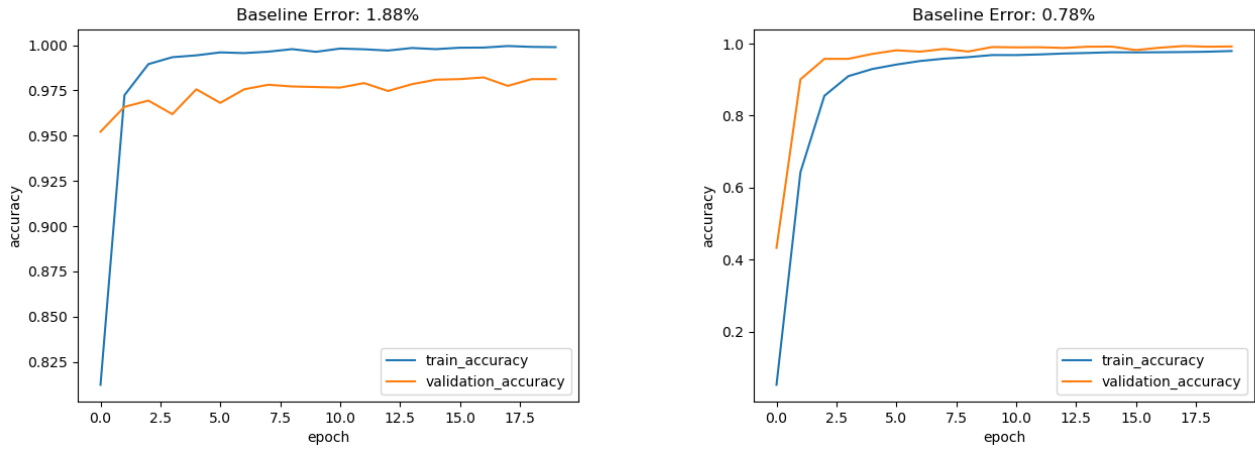 Baseline Error: 1.88%
1.000
0.975
0.950
0.925
0.900
0.875
0.850
0.825
accuracy
0.0 2.5 5.0 7.5 10.0 12.5 15.0 17.5
epoch
train_accuracy
validation_accuracy
Baseline Error: 0.78%
1.0
0.8
0.6
0.4
0.2
accuracy
0.0 2.5 5.0 7.5 10.0 12.5 15.0 17.5
epoch
train_accuracy
validation_accuracy